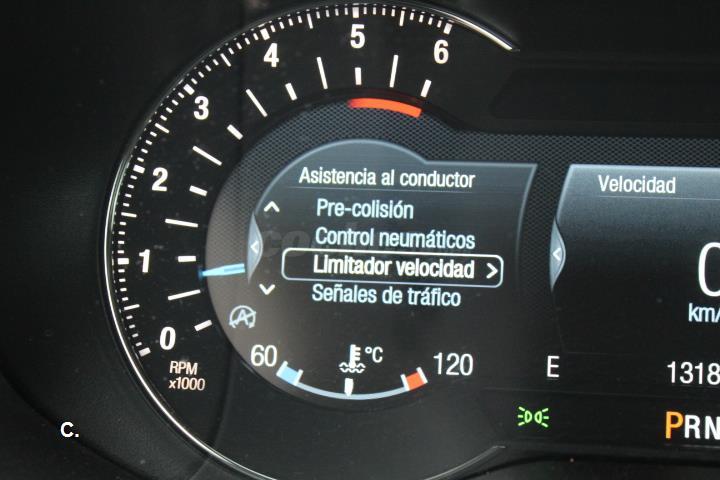 6
5
4
3
2
1
0
RPM
x1000
Asistencia al conductor
Pre-colisión
Control neumáticos
Limitador velocidad >
Señales de tráfico
60 °C 120
Velocidad
km/
E
1318
PRN
C.